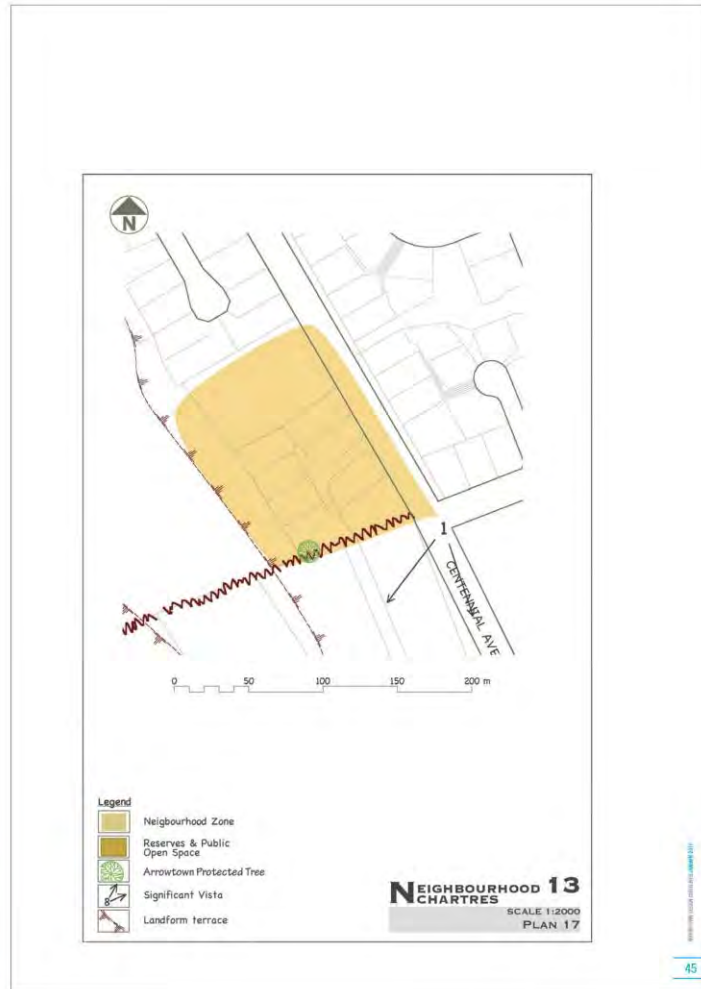 N
1
CENTENNIAL AVE
0 50 100 150 200 m
Legend
Neigbourhood Zone
Reserves & Public
Open Space
Arrowtown Protected Tree
8
Significant Vista
Landform terrace
NEIGHBOURHOOD 13
CHARTRES
SCALE 1:2000
PLAN 17
45